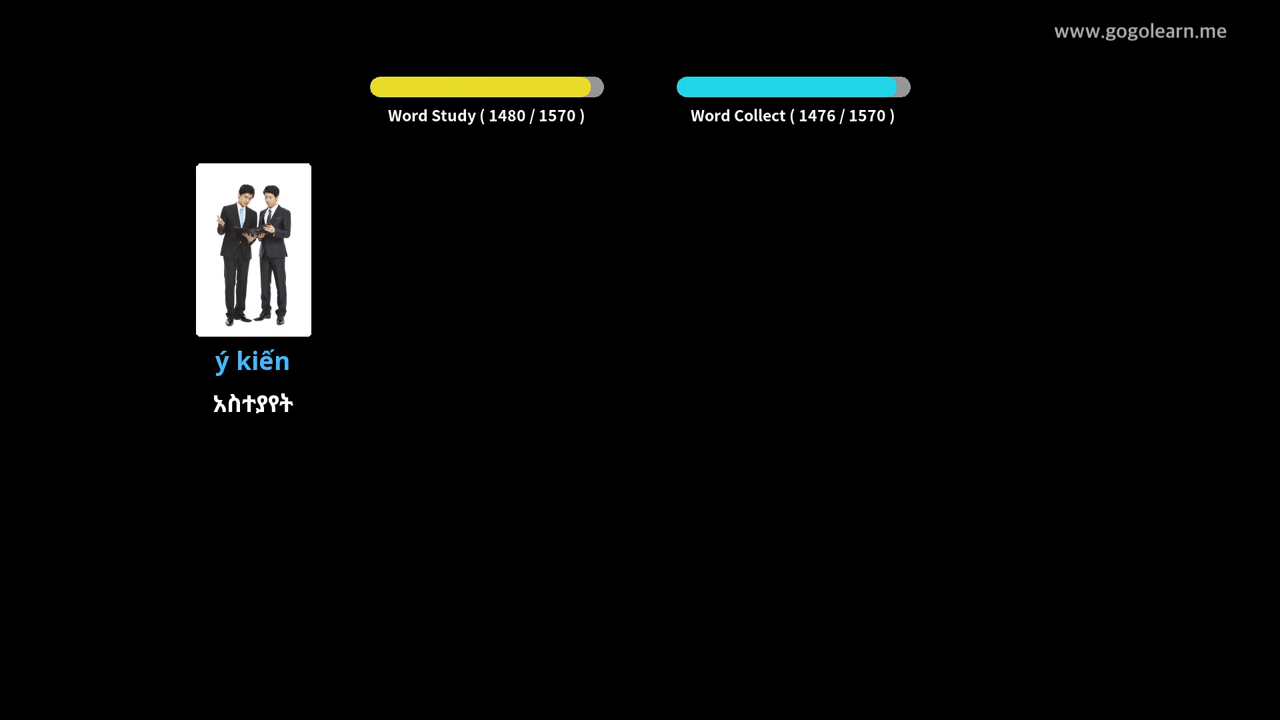 www.gogolearn.me
Word Study ( 1480 / 1570 )
Word Collect ( 1476 / 1570 )
ý kiến
አስተያየት